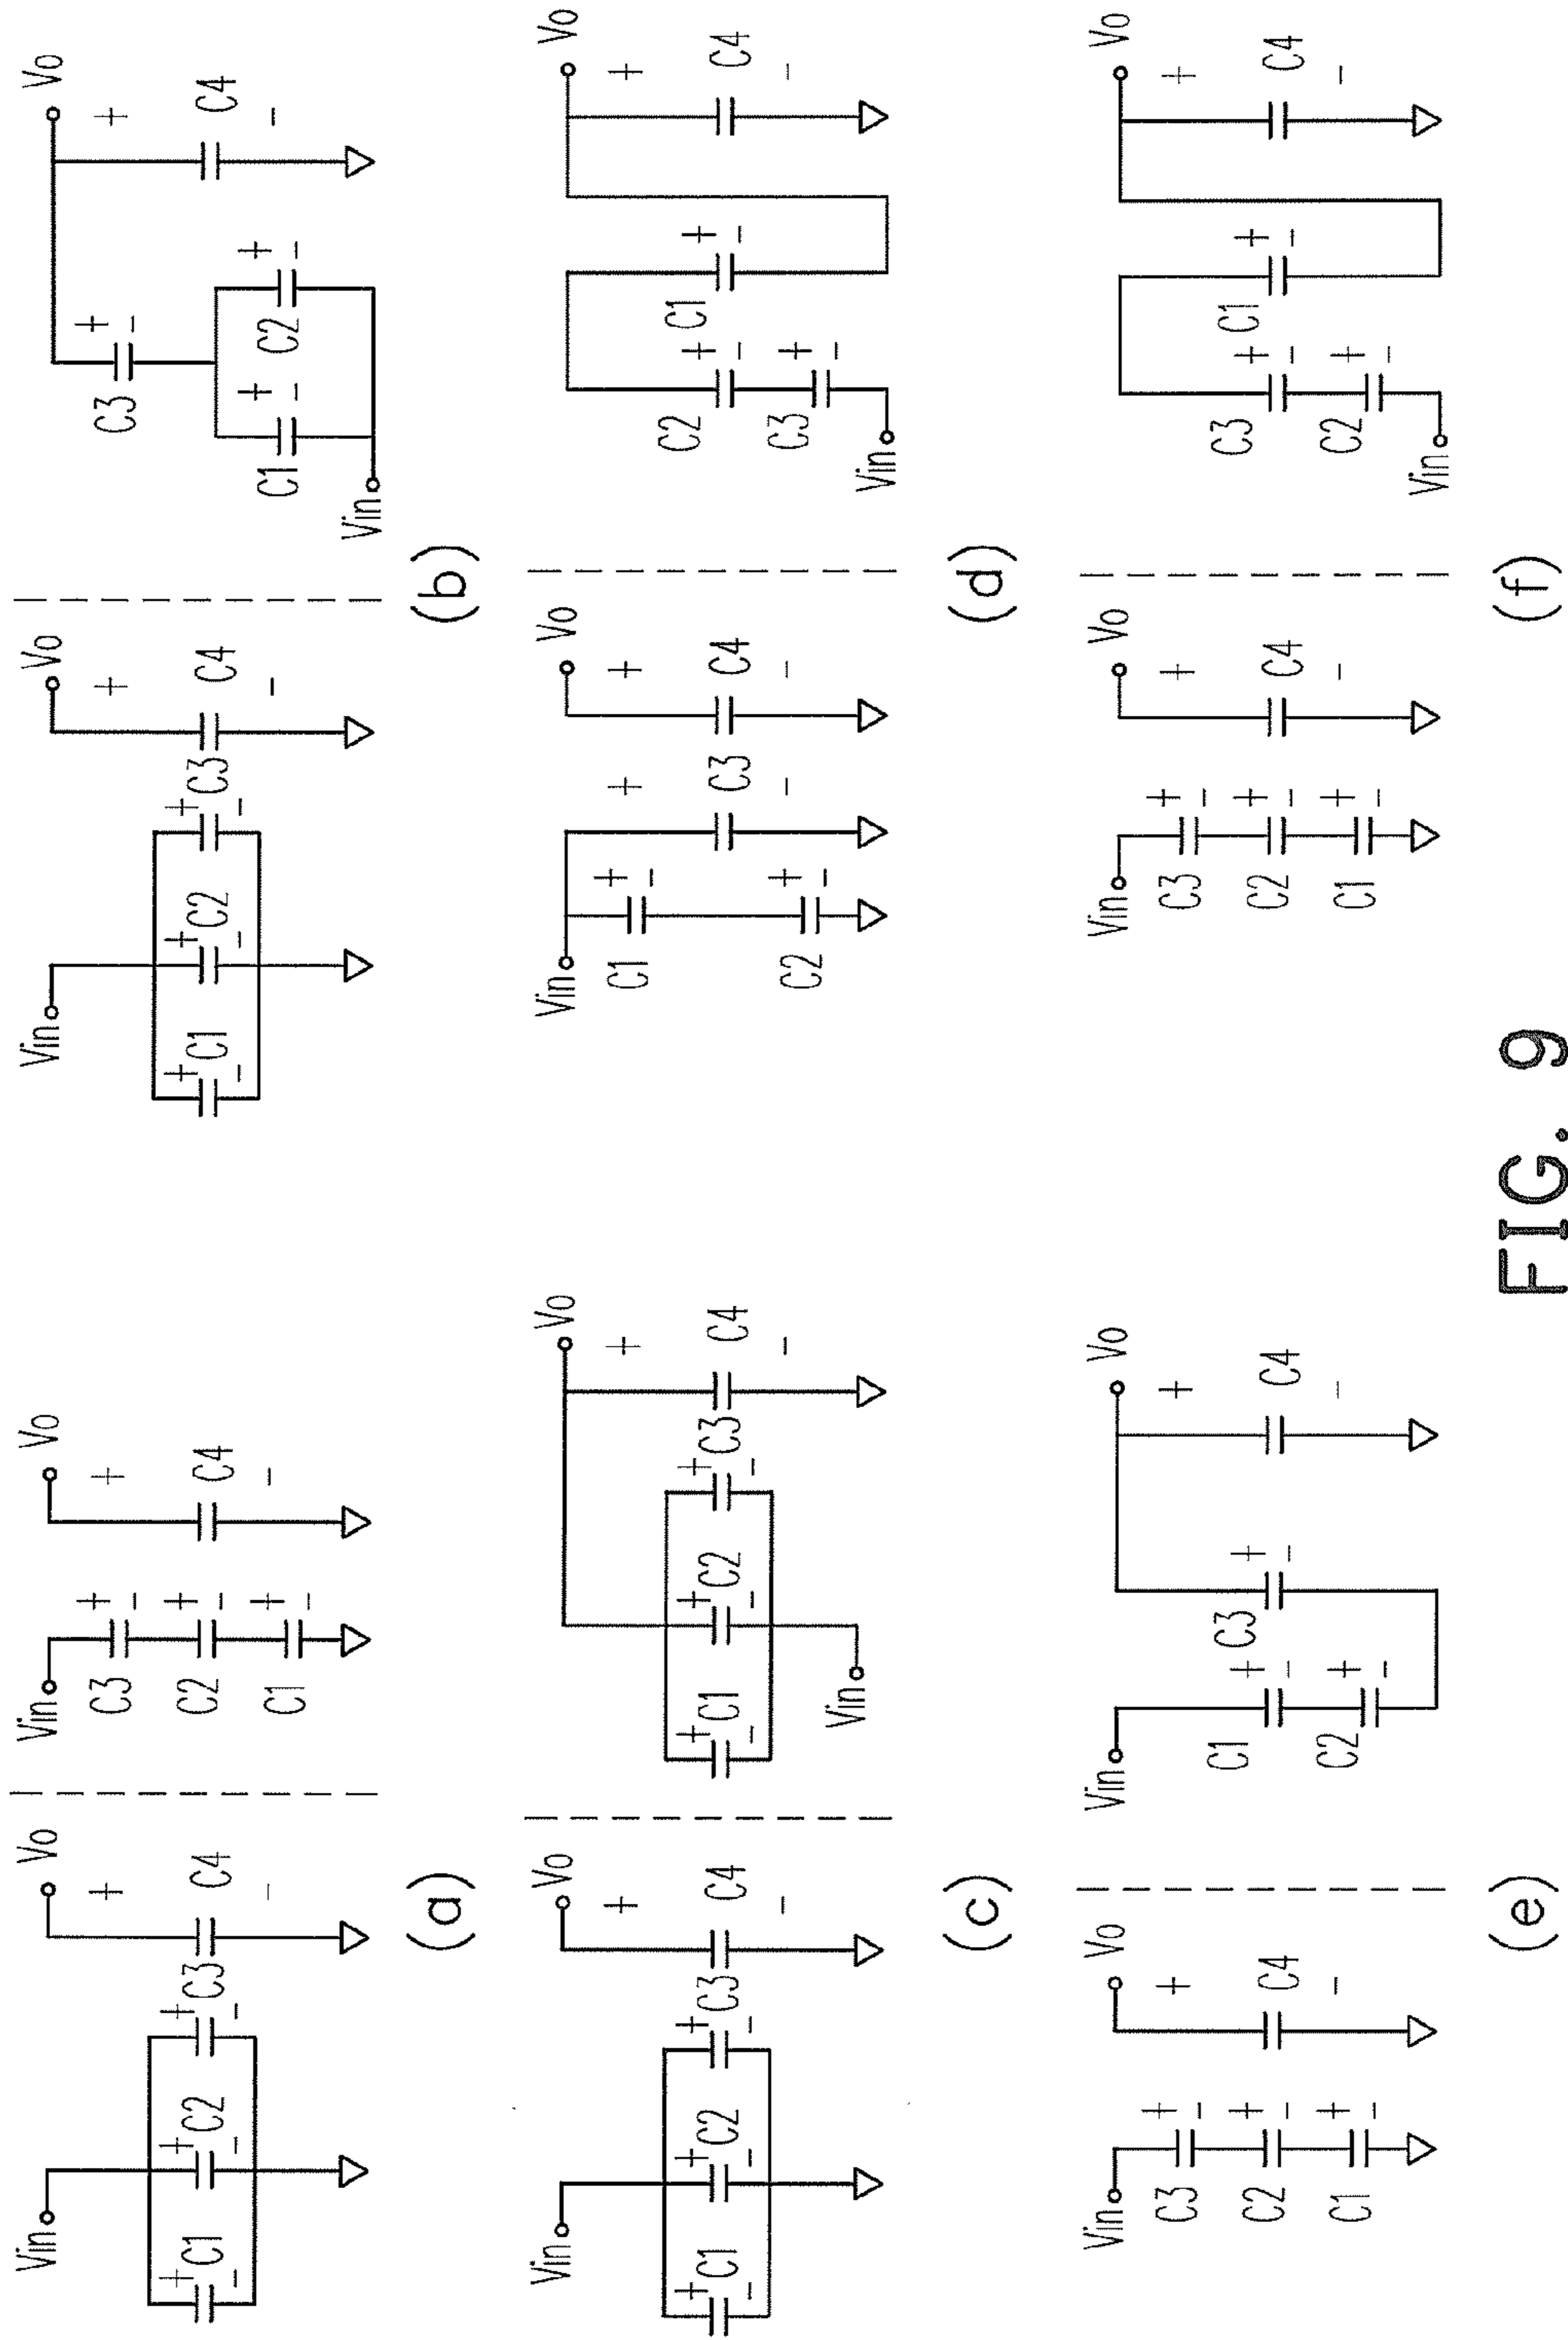 Vin
Vo
+ + + +
C1 C2 C3 C4
- - - -
Vin
Vo
C3 + - +
C2 + - C4
C1 + - -
(a)
Vin
Vo
+ + + +
C1 C2 C3 C4
- - - -
Vo
C3 + - +
C4
C1 + - C2 + - -
Vin
(b)
Vin
Vo
+ + + +
C1 C2 C3 C4
- - - -
Vo
+ + + +
C1 C2 C3 C4
- - - -
Vin
(c)
Vin
Vo
C1 + - + +
C3 C4
C2 + - - -
Vo
+
C2 + - C1 + - C4
C3 + - -
Vin
(d)
Vin
Vo
C3 + - +
C2 + - C4
C1 + - -
Vin
Vo
+
C1 + - C3 + - C4
C2 + - -
(e)
Vin
Vo
C3 + - +
C2 + - C4
C1 + - -
Vo
+
C3 + - C1 + - C4
C2 + - -
Vin
(f)
FIG. 9